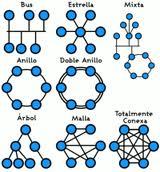 Bus
Estrella
Mixta
Anillo
Doble Anillo
Árbol
Malla
Totalmente
Conexa